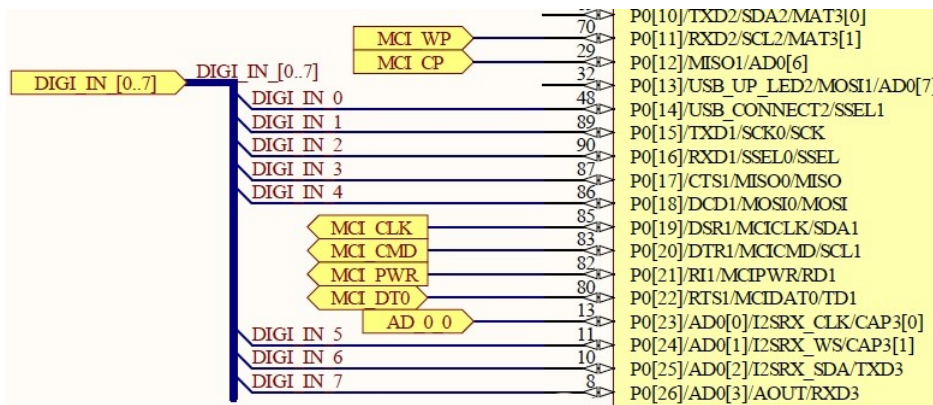 P0[10]/TXD2/SDA2/MAT3[0]
MCI_WP 70 P0[11]/RXD2/SCL2/MAT3[1]
MCI_CP 29 P0[12]/MISO1/AD0[6]
DIGI_IN_[0..7] DIGI_IN_[0..7] 32 P0[13]/USB_UP_LED2/MOSI1/AD0[7]
DIGI_IN_0 48 P0[14]/USB_CONNECT2/SSEL1
DIGI_IN_1 89 P0[15]/TXD1/SCK0/SCK
DIGI_IN_2 90 P0[16]/RXD1/SSEL0/SSEL
DIGI_IN_3 87 P0[17]/CTS1/MISO0/MISO
DIGI_IN_4 86 P0[18]/DCD1/MOSI0/MOSI
MCI_CLK 85 P0[19]/DSR1/MCICLK/SDA1
MCI_CMD 83 P0[20]/DTR1/MCICMD/SCL1
MCI_PWR 82 P0[21]/RI1/MCIPWR/RD1
MCI_DT0 80 P0[22]/RTS1/MCIDAT0/TD1
AD_0_0 13 P0[23]/AD0[0]/I2SRX_CLK/CAP3[0]
DIGI_IN_5 11 P0[24]/AD0[1]/I2SRX_WS/CAP3[1]
DIGI_IN_6 10 P0[25]/AD0[2]/I2SRX_SDA/TXD3
DIGI_IN_7 8 P0[26]/AD0[3]/AOUT/RXD3